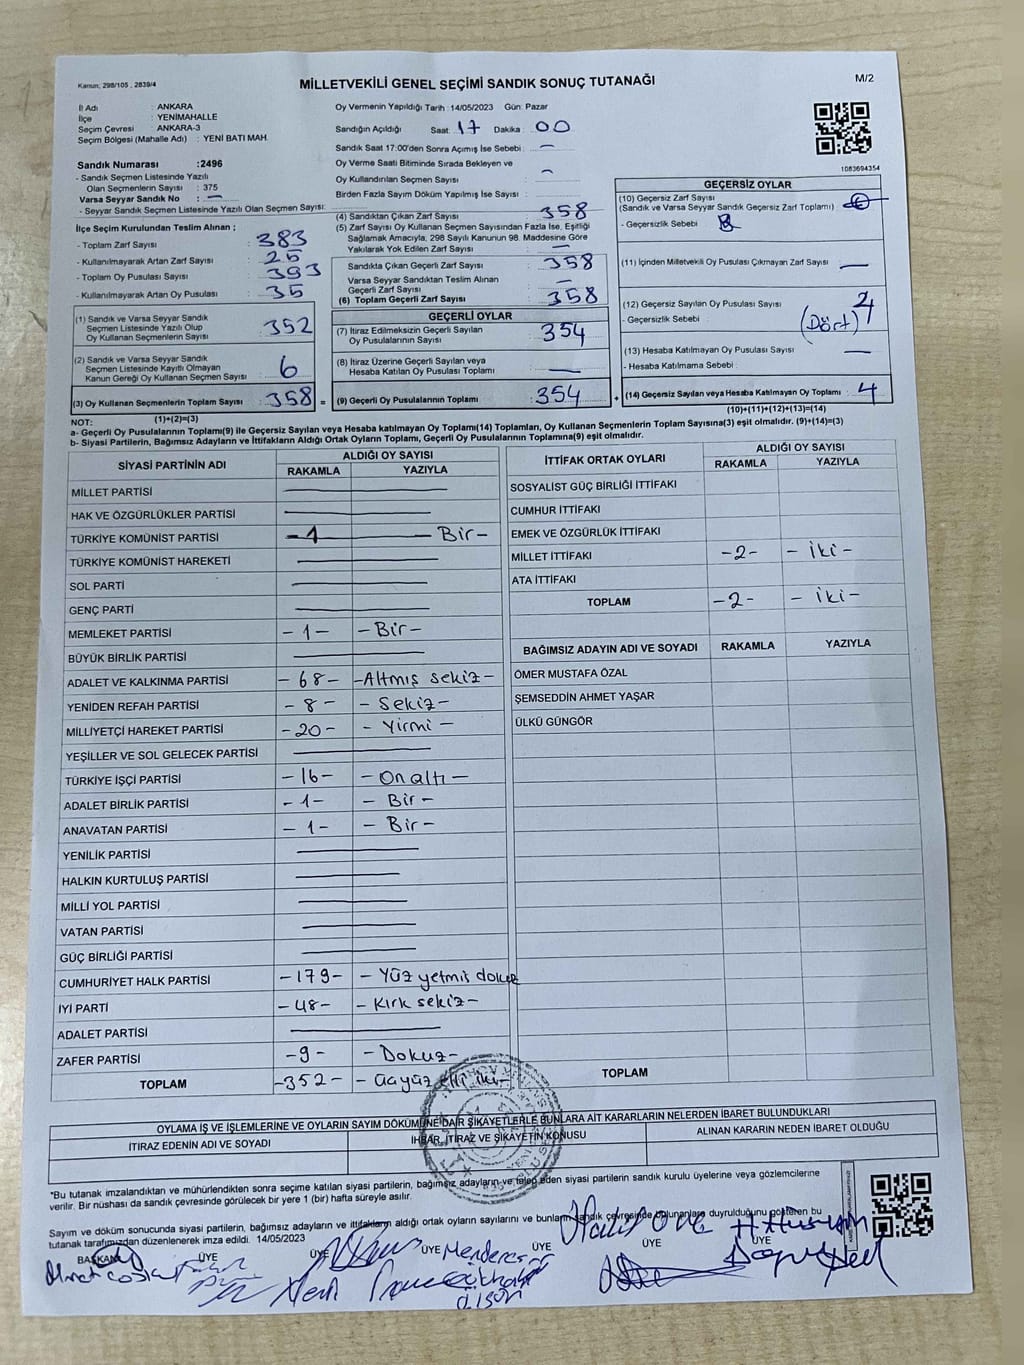 Kanun: 298/105 , 2839/4
MİLLETVEKİLİ GENEL SEÇİMİ SANDIK SONUÇ TUTANAĞI
M/2
İl Adı : ANKARA
İlçe : YENİMAHALLE
Seçim Çevresi : ANKARA-3
Seçim Bölgesi (Mahalle Adı) : YENİ BATI MAH.
Sandık Numarası :2496
- Sandık Seçmen Listesinde Yazılı
Olan Seçmenlerin Sayısı : 375
Varsa Seyyar Sandık No : —
- Seyyar Sandık Seçmen Listesinde Yazılı Olan Seçmen Sayısı:
İlçe Seçim Kurulundan Teslim Alınan ;
- Toplam Zarf Sayısı : 383
- Kullanılmayarak Artan Zarf Sayısı : 25
- Toplam Oy Pusulası Sayısı : 393
- Kullanılmayarak Artan Oy Pusulası : 35
(1) Sandık ve Varsa Seyyar Sandık
Seçmen Listesinde Yazılı Olup
Oy Kullanan Seçmenlerin Sayısı : 352
(2) Sandık ve Varsa Seyyar Sandık
Seçmen Listesinde Kayıtlı Olmayan
Kanun Gereği Oy Kullanan Seçmen Sayısı : 6
(3) Oy Kullanan Seçmenlerin Toplam Sayısı : 358 =
(1)+(2)=(3)
Oy Vermenin Yapıldığı Tarih : 14/05/2023 Gün: Pazar
Sandığın Açıldığı Saat: 17 Dakika : 00
Sandık Saat 17:00'den Sonra Açımış İse Sebebi : —
Oy Verme Saati Bitiminde Sırada Bekleyen ve
Oy Kullandırılan Seçmen Sayısı : —
Birden Fazla Sayım Döküm Yapılmış İse Sayısı :
(4) Sandıktan Çıkan Zarf Sayısı : 358
(5) Zarf Sayısı Oy Kullanan Seçmen Sayısından Fazla İse, Eşitliği
Sağlamak Amacıyla, 298 Sayılı Kanunun 98. Maddesine Göre
Yakılarak Yok Edilen Zarf Sayısı : —
Sandıkta Çıkan Geçerli Zarf Sayısı : 358
Varsa Seyyar Sandıktan Teslim Alınan
Geçerli Zarf Sayısı : —
(6) Toplam Geçerli Zarf Sayısı : 358
GEÇERLİ OYLAR
(7) İtiraz Edilmeksizin Geçerli Sayılan
Oy Pusulalarının Sayısı : 354
(8) İtiraz Üzerine Geçerli Sayılan veya
Hesaba Katılan Oy Pusulası Toplamı : —
(9) Geçerli Oy Pusulalarının Toplamı : 354 +
1083694354
GEÇERSİZ OYLAR
(10) Geçersiz Zarf Sayısı
(Sandık ve Varsa Seyyar Sandık Geçersiz Zarf Toplamı) :
- Geçersizlik Sebebi :
(11) İçinden Milletvekili Oy Pusulası Çıkmayan Zarf Sayısı : —
(12) Geçersiz Sayılan Oy Pusulası Sayısı : 4
- Geçersizlik Sebebi : (Dört)
(13) Hesaba Katılmayan Oy Pusulası Sayısı : —
- Hesaba Katılmama Sebebi :
(14) Geçersiz Sayılan veya Hesaba Katılmayan Oy Toplamı : 4
(10)+(11)+(12)+(13)=(14)
NOT:
a- Geçerli Oy Pusulalarının Toplamı(9) ile Geçersiz Sayılan veya Hesaba katılmayan Oy Toplamı(14) Toplamları, Oy Kullanan Seçmenlerin Toplam Sayısına(3) eşit olmalıdır. (9)+(14)=(3)
b- Siyasi Partilerin, Bağımsız Adayların ve İttifakların Aldığı Ortak Oyların Toplamı, Geçerli Oy Pusulalarının Toplamına(9) eşit olmalıdır.
SİYASİ PARTİNİN ADI ALDIĞI OY SAYISI
RAKAMLA YAZIYLA
MİLLET PARTİSİ —
HAK VE ÖZGÜRLÜKLER PARTİSİ —
TÜRKİYE KOMÜNİST PARTİSİ -1- Bir-
TÜRKİYE KOMÜNİST HAREKETİ —
SOL PARTİ —
GENÇ PARTİ —
MEMLEKET PARTİSİ -1- -Bir-
BÜYÜK BİRLİK PARTİSİ —
ADALET VE KALKINMA PARTİSİ -68- -Altmış sekiz-
YENİDEN REFAH PARTİSİ -8- -Sekiz-
MİLLİYETÇİ HAREKET PARTİSİ -20- -Yirmi-
YEŞİLLER VE SOL GELECEK PARTİSİ —
TÜRKİYE İŞÇİ PARTİSİ -16- -On altı-
ADALET BİRLİK PARTİSİ -1- -Bir-
ANAVATAN PARTİSİ -1- -Bir-
YENİLİK PARTİSİ —
HALKIN KURTULUŞ PARTİSİ —
MİLLİ YOL PARTİSİ —
VATAN PARTİSİ —
GÜÇ BİRLİĞİ PARTİSİ —
CUMHURİYET HALK PARTİSİ -179- -Yüz yetmiş dokuz
İYİ PARTİ -48- -Kırk sekiz-
ADALET PARTİSİ —
ZAFER PARTİSİ -9- -Dokuz-
TOPLAM -352- -Üçyüz elli iki-
İTTİFAK ORTAK OYLARI ALDIĞI OY SAYISI
RAKAMLA YAZIYLA
SOSYALİST GÜÇ BİRLİĞİ İTTİFAKI
CUMHUR İTTİFAKI
EMEK VE ÖZGÜRLÜK İTTİFAKI
MİLLET İTTİFAKI -2- -İki-
ATA İTTİFAKI
TOPLAM -2- -İki-
BAĞIMSIZ ADAYIN ADI VE SOYADI RAKAMLA YAZIYLA
ÖMER MUSTAFA ÖZAL
ŞEMSEDDİN AHMET YAŞAR
ÜLKÜ GÜNGÖR
TOPLAM
OYLAMA İŞ VE İŞLEMLERİNE VE OYLARIN SAYIM DÖKÜMÜNE DAİR ŞİKAYETLERLE BUNLARA AİT KARARLARIN NELERDEN İBARET BULUNDUKLARI
İTİRAZ EDENİN ADI VE SOYADI İHBAR, İTİRAZ VE ŞİKAYETİN KONUSU ALINAN KARARIN NEDEN İBARET OLDUĞU
*Bu tutanak imzalandıktan ve mühürlendikten sonra seçime katılan siyasi partilerin, bağımsız adayların ve talep eden siyasi partilerin sandık kurulu üyelerine veya gözlemcilerine
verilir. Bir nüshası da sandık çevresinde görülecek bir yere 1 (bir) hafta süreyle asılır.
Sayım ve döküm sonucunda siyasi partilerin, bağımsız adayların ve ittifakların aldığı ortak oyların sayılarını ve bunların sandık çevresinde bulunanlara duyrulduğunu gösteren bu
tutanak tarafımızdan düzenlenerek imza edildi. 14/05/2023
BAŞKAN ÜYE ÜYE ÜYE ÜYE ÜYE ÜYE
Menderes